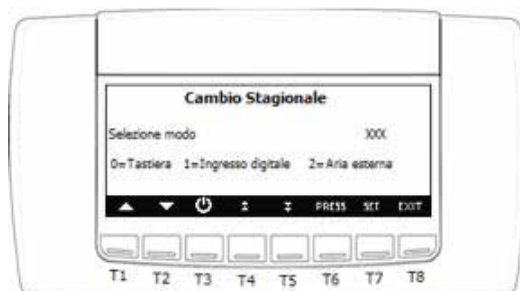 Cambio Stagionale
Selezione modo XXX
0=Tastiera 1=Ingresso digitale 2=Aria esterna
PRESS SET EXIT
T1 T2 T3 T4 T5 T6 T7 T8